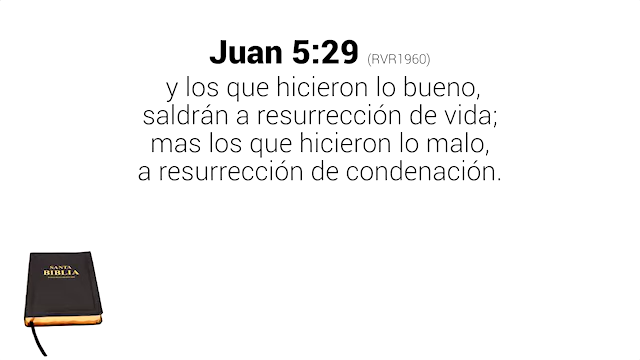 Juan 5:29 (RVR1960)
y los que hicieron lo bueno,
saldrán a resurrección de vida;
mas los que hicieron lo malo,
a resurrección de condenación.
SANTA
BIBLIA